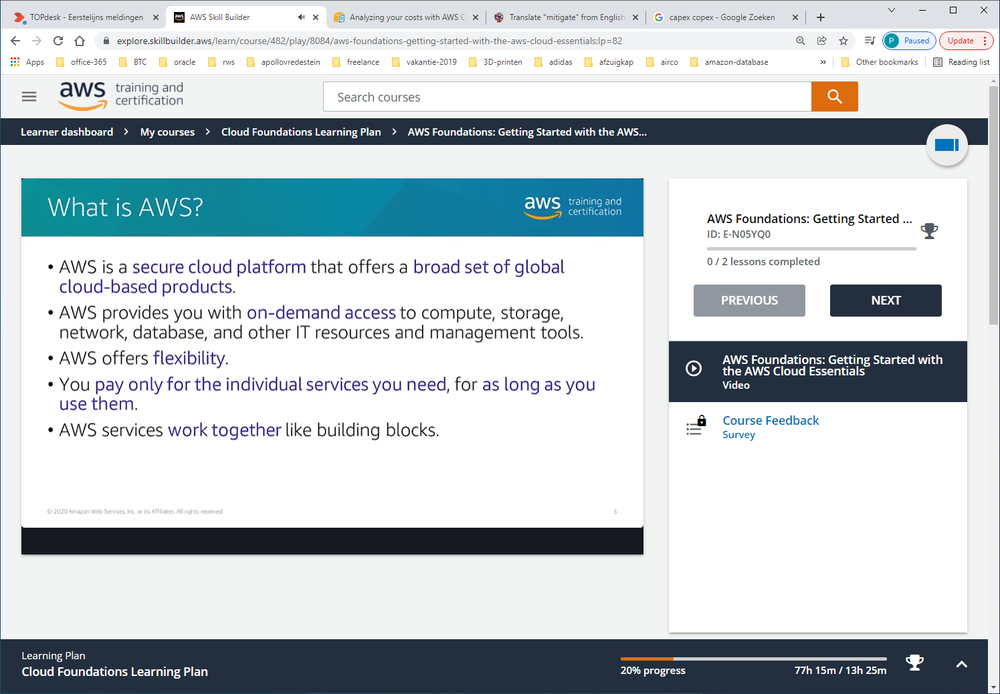 TOPdesk - Eerstelijns meldingen
AWS Skill Builder
Analyzing your costs with AWS C
Translate "mitigate" from English
capex copex - Google Zoeken
explore.skillbuilder.aws/learn/course/482/play/8084/aws-foundations-getting-started-with-the-aws-cloud-essentials;lp=82
P Paused
Update
Apps
office-365
BTC
oracle
rws
apollovredestein
freelance
vakantie-2019
3D-printen
adidas
afzuigkap
airco
amazon-database
»
Other bookmarks
Reading list
aws training and
certification
Search courses
Learner dashboard > My courses > Cloud Foundations Learning Plan > AWS Foundations: Getting Started with the AWS...
What is AWS?
aws training and
certification
• AWS is a secure cloud platform that offers a broad set of global
cloud-based products.
• AWS provides you with on-demand access to compute, storage,
network, database, and other IT resources and management tools.
• AWS offers flexibility.
• You pay only for the individual services you need, for as long as you
use them.
• AWS services work together like building blocks.
© 2020 Amazon Web Services, Inc. or its Affiliates. All rights reserved.
5
AWS Foundations: Getting Started ...
ID: E-N05YQ0
0 / 2 lessons completed
PREVIOUS
NEXT
AWS Foundations: Getting Started with
the AWS Cloud Essentials
Video
Course Feedback
Survey
Learning Plan
Cloud Foundations Learning Plan
20% progress
77h 15m / 13h 25m